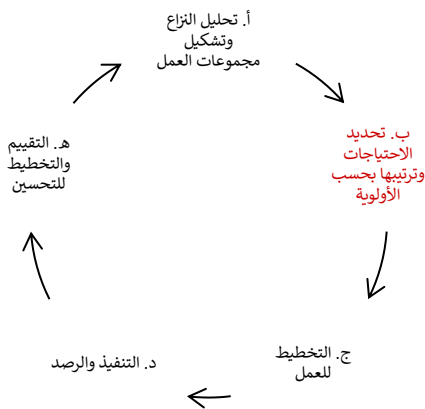 أ. تحليل النزاع
وتشكيل
مجموعات العمل
ب. تحديد
الاحتياجات
وترتيبها بحسب
الأولوية
ج. التخطيط
للعمل
د. التنفيذ والرصد
هـ. التقييم
والتخطيط
للتحسين